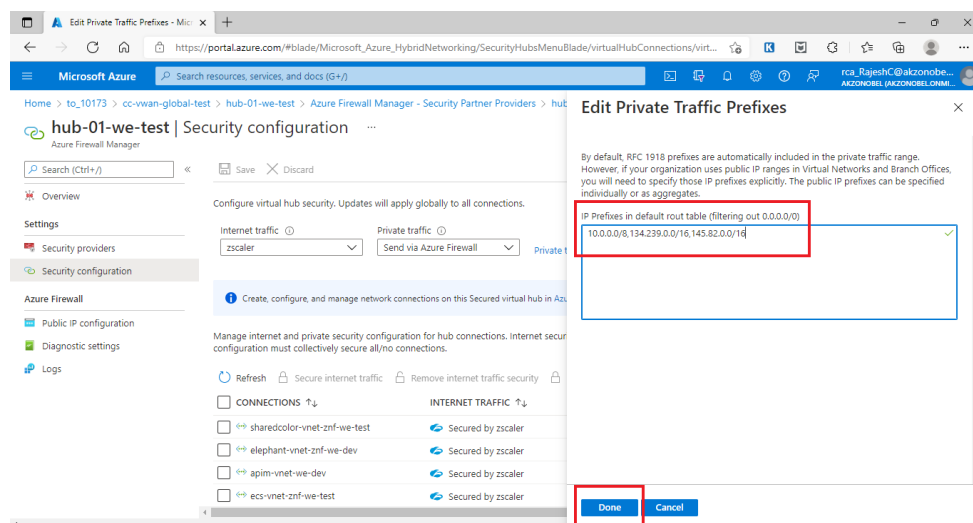 Edit Private Traffic Prefixes - Micr
https://portal.azure.com/#blade/Microsoft_Azure_HybridNetworking/SecurityHubsMenuBlade/virtualHubConnections/virt...
Microsoft Azure
Search resources, services, and docs (G+/)
rca_RajeshC@akzonobe...
AKZONOBEL (AKZONOBEL.ONMI...
Home > to_10173 > cc-vwan-global-test > hub-01-we-test > Azure Firewall Manager - Security Partner Providers > hub
hub-01-we-test | Security configuration ...
Azure Firewall Manager
Search (Ctrl+/)
«
Overview
Settings
Security providers
Security configuration
Azure Firewall
Public IP configuration
Diagnostic settings
Logs
Save Discard
Configure virtual hub security. Updates will apply globally to all connections.
Internet traffic Private traffic
zscaler Send via Azure Firewall Private t
Create, configure, and manage network connections on this Secured virtual hub in Azu
Manage internet and private security configuration for hub connections. Internet secur
configuration must collectively secure all/no connections.
Refresh Secure internet traffic Remove internet traffic security
CONNECTIONS ↑↓ INTERNET TRAFFIC ↑↓
sharedcolor-vnet-znf-we-test Secured by zscaler
elephant-vnet-znf-we-dev Secured by zscaler
apim-vnet-we-dev Secured by zscaler
ecs-vnet-znf-we-test Secured by zscaler
Edit Private Traffic Prefixes
By default, RFC 1918 prefixes are automatically included in the private traffic range.
However, if your organization uses public IP ranges in Virtual Networks and Branch Offices,
you will need to specify those IP prefixes explicitly. The public IP prefixes can be specified
individually or as aggregates.
IP Prefixes in default rout table (filtering out 0.0.0.0/0)
10.0.0.0/8,134.239.0.0/16,145.82.0.0/16
Done Cancel